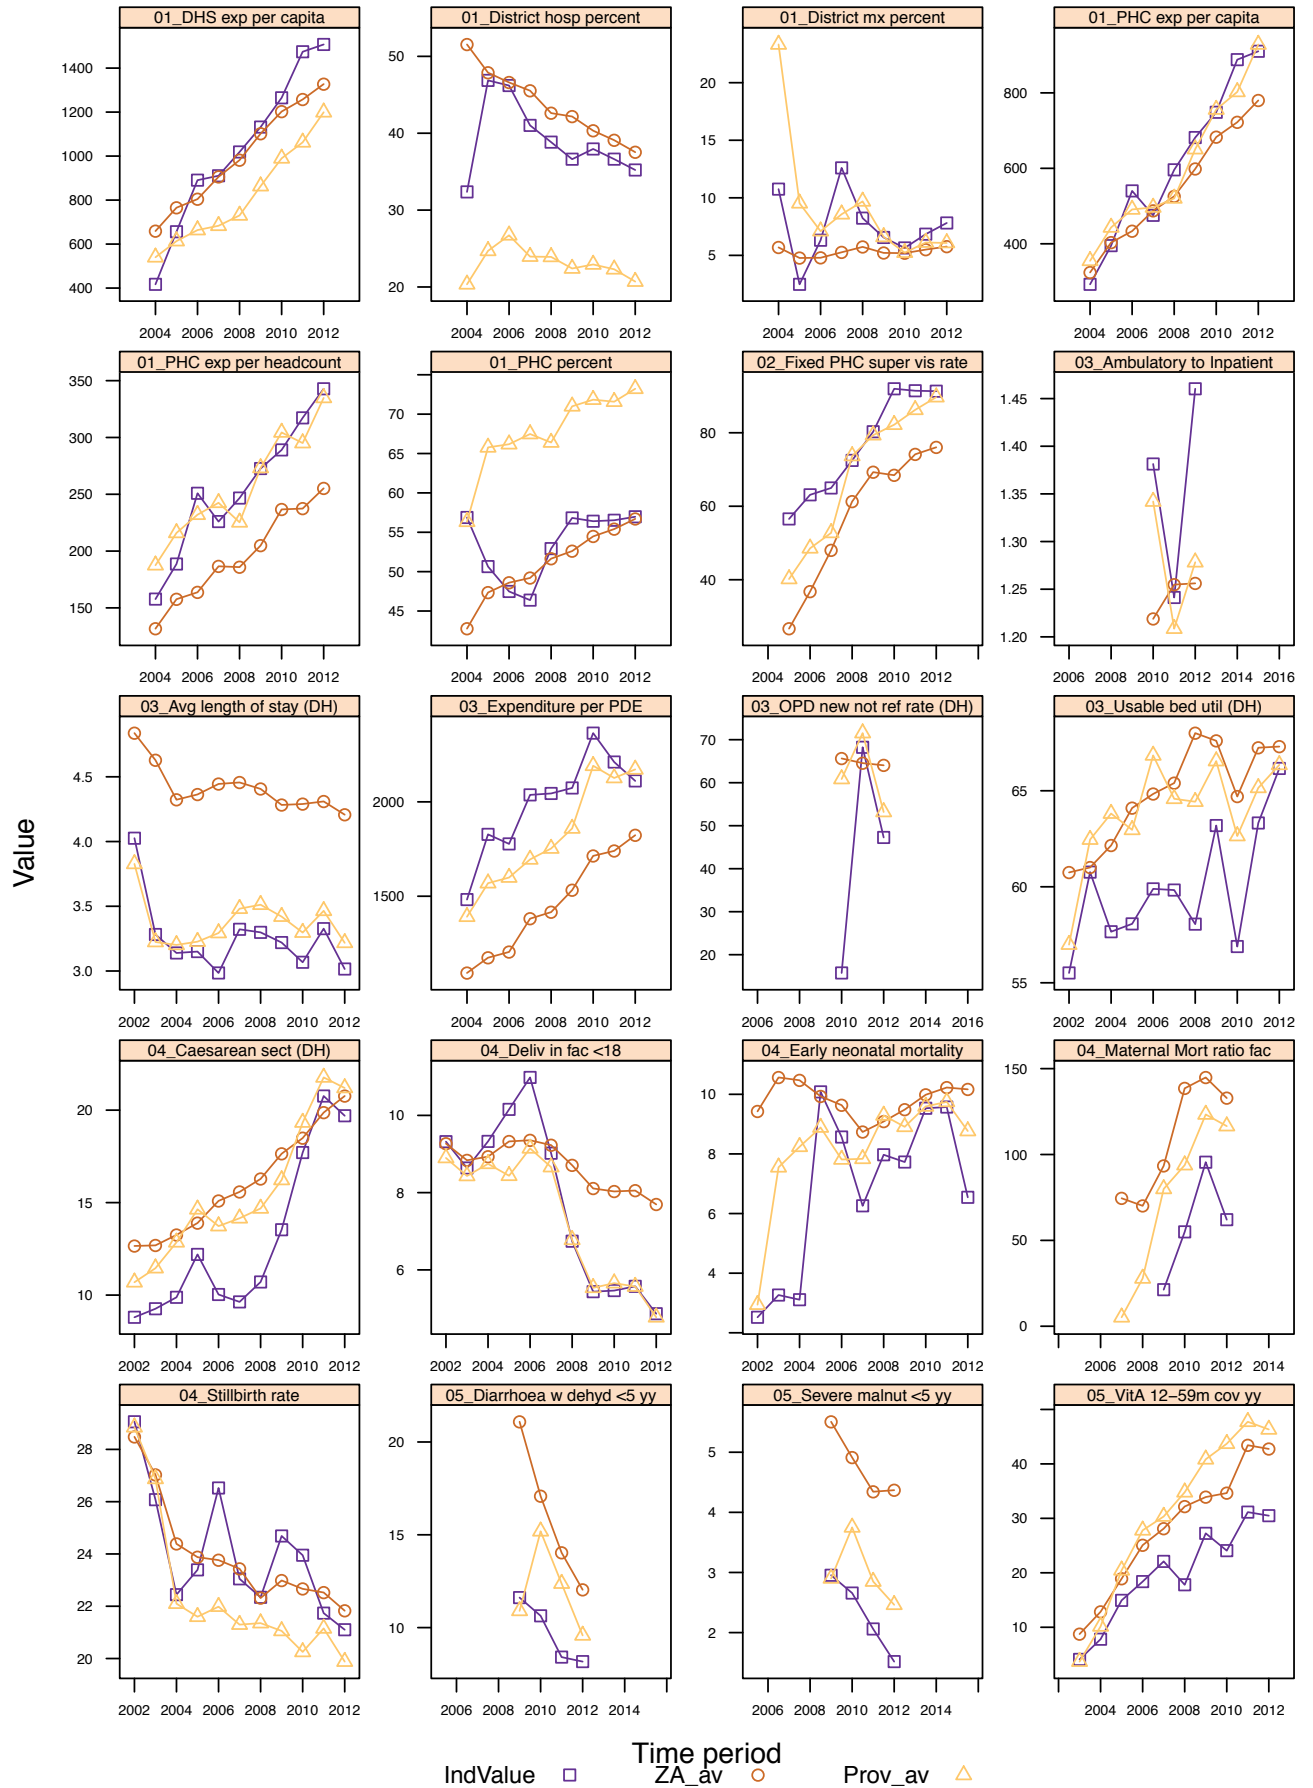 01_DHS exp per capita 01_District hosp percent 01_District mx percent 01_PHC exp per capita
1400 50 20 800
1200 40 15 600
1000 30 10 400
800 20 5
600
400
2004 2006 2008 2010 2012 2004 2006 2008 2010 2012 2004 2006 2008 2010 2012 2004 2006 2008 2010 2012
01_PHC exp per headcount 01_PHC percent 02_Fixed PHC super vis rate 03_Ambulatory to Inpatient
350 70 80 1.45
300 65 60 1.40
250 60 40 1.35
200 55 1.30
150 50 1.25
45 1.20
2004 2006 2008 2010 2012 2004 2006 2008 2010 2012 2004 2006 2008 2010 2012 2006 2008 2010 2012 2014 2016
03_Avg length of stay (DH) 03_Expenditure per PDE 03_OPD new not ref rate (DH) 03_Usable bed util (DH)
4.5 2000 70 65
4.0 1500 60 60
3.5 50 55
3.0 40
30
20
2002 2004 2006 2008 2010 2012 2004 2006 2008 2010 2012 2006 2008 2010 2012 2014 2016 2002 2004 2006 2008 2010 2012
Value
04_Caesarean sect (DH) 04_Deliv in fac <18 04_Early neonatal mortality 04_Maternal Mort ratio fac
20 10 10 150
15 8 8 100
10 6 6 50
4 0
2002 2004 2006 2008 2010 2012 2002 2004 2006 2008 2010 2012 2002 2004 2006 2008 2010 2012 2006 2008 2010 2012 2014
04_Stillbirth rate 05_Diarrhoea w dehyd <5 yy 05_Severe malnut <5 yy 05_VitA 12−59m cov yy
28 20 5 40
26 15 4 30
24 10 3 20
22 2 10
20
2002 2004 2006 2008 2010 2012 2006 2008 2010 2012 2014 2006 2008 2010 2012 2014 2004 2006 2008 2010 2012
Time period
IndValue ZA_av Prov_av